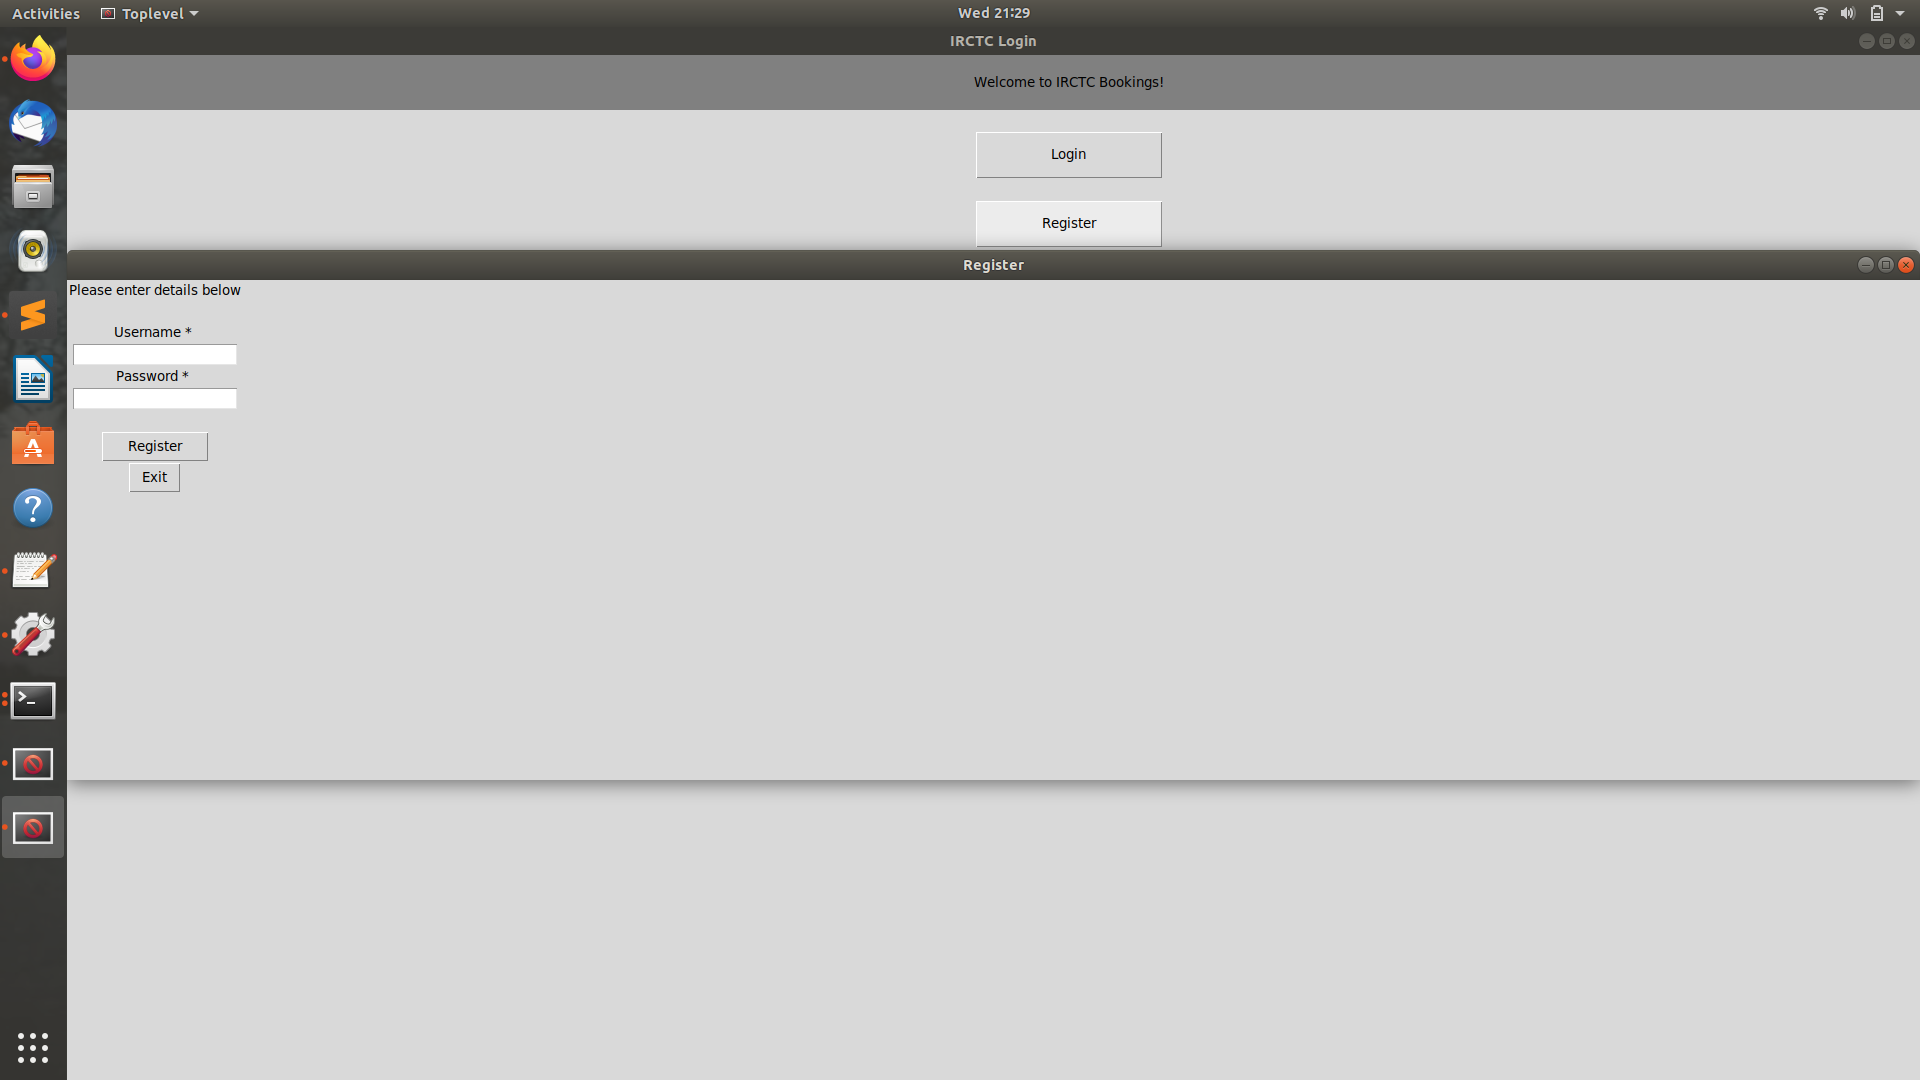 Activities Toplevel Wed 21:29
IRCTC Login
Welcome to IRCTC Bookings!
Login
Register
Register
Please enter details below
Username *
Password *
Register
Exit